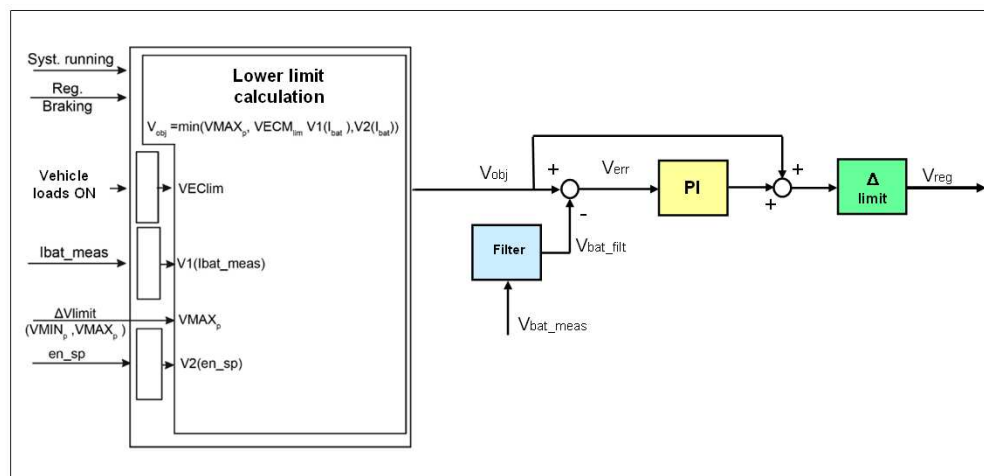 Syst. running
Reg.
Braking
Vehicle
loads ON
Ibat_meas
ΔVlimit
(VMINp ,VMAXp )
en_sp
Lower limit
calculation
Vobj =min(VMAXp, VECMlim V1(Ibat ),V2(Ibat))
VEClim
V1(Ibat_meas)
VMAXp
V2(en_sp)
Vobj
+
-
Verr
PI
+
+
Δ
limit
Vreg
Filter
Vbat_filt
Vbat_meas